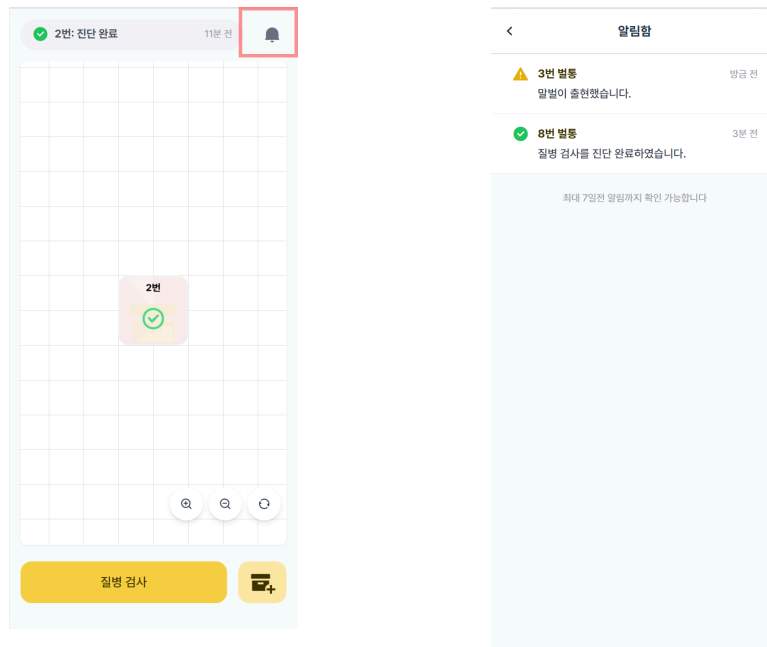 2번: 진단 완료
11분 전
2번
질병 검사
알림함
3번 벌통
방금 전
말벌이 출현했습니다.
8번 벌통
3분 전
질병 검사를 진단 완료하였습니다.
최대 7일전 알림까지 확인 가능합니다